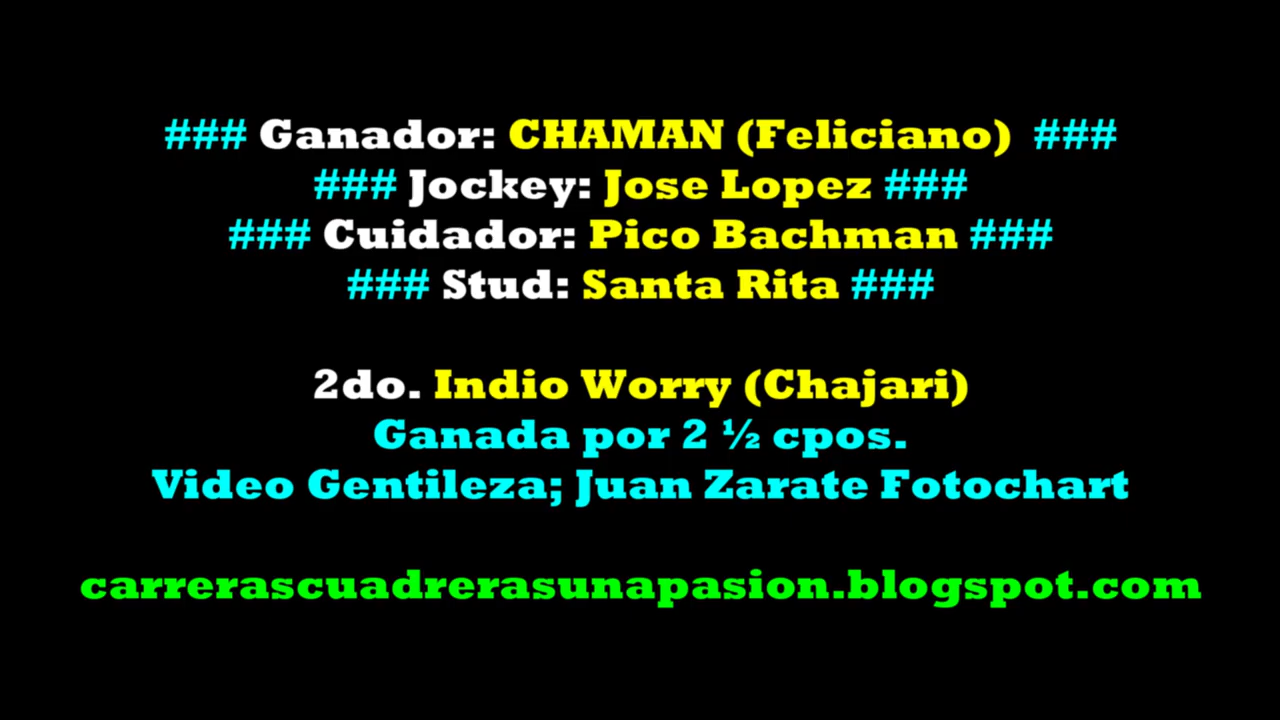 ### Ganador: CHAMAN (Feliciano) ###
### Jockey: Jose Lopez ###
### Cuidador: Pico Bachman ###
### Stud: Santa Rita ###
2do. Indio Worry (Chajari)
Ganada por 2 ½ cpos.
Video Gentileza; Juan Zarate Fotochart
carrerascuadrerasunapasion.blogspot.com